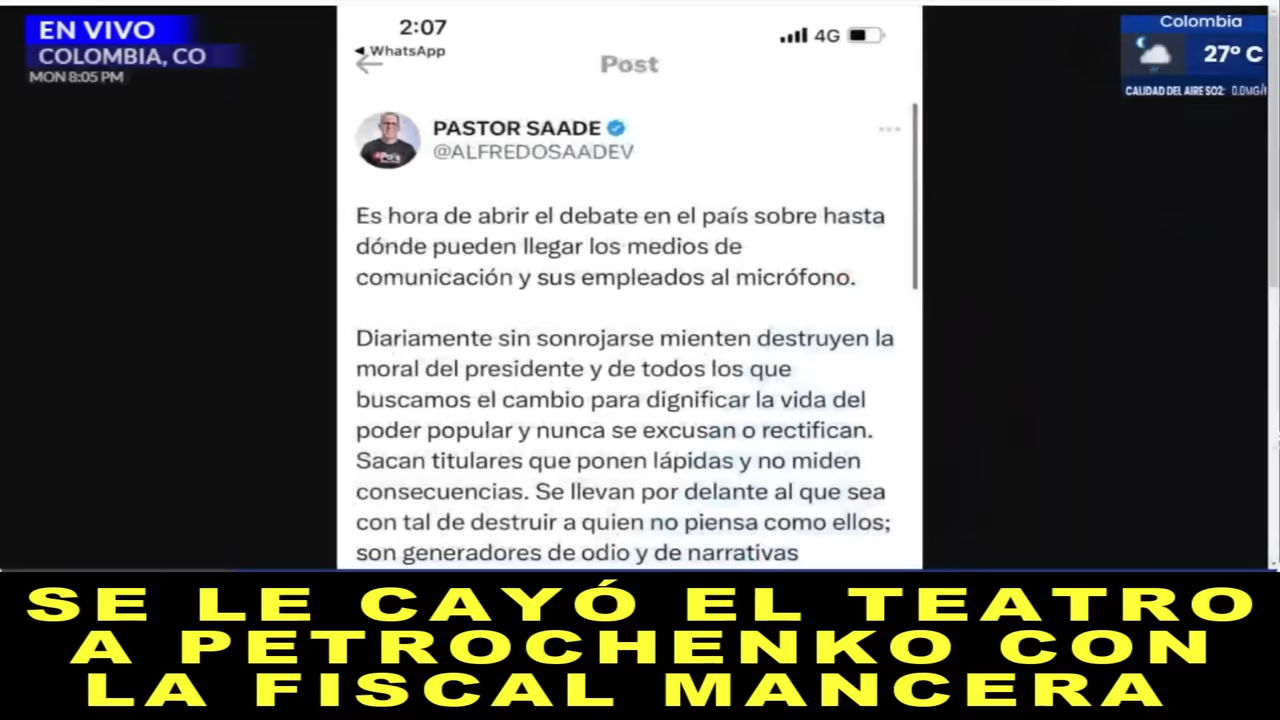 EN VIVO
COLOMBIA, CO
MON 8:05 PM
2:07
4G
◄ WhatsApp
Post
Colombia
27º C
CALIDAD DEL AIRE SO2: 0.0MG/
PASTOR SAADE
@ALFREDOSAADEV
Es hora de abrir el debate en el país sobre hasta
dónde pueden llegar los medios de
comunicación y sus empleados al micrófono.
Diariamente sin sonrojarse mienten destruyen la
moral del presidente y de todos los que
buscamos el cambio para dignificar la vida del
poder popular y nunca se excusan o rectifican.
Sacan titulares que ponen lápidas y no miden
consecuencias. Se llevan por delante al que sea
con tal de destruir a quien no piensa como ellos;
son generadores de odio y de narrativas
SE LE CAYÓ EL TEATRO
A PETROCHENKO CON
LA FISCAL MANCERA